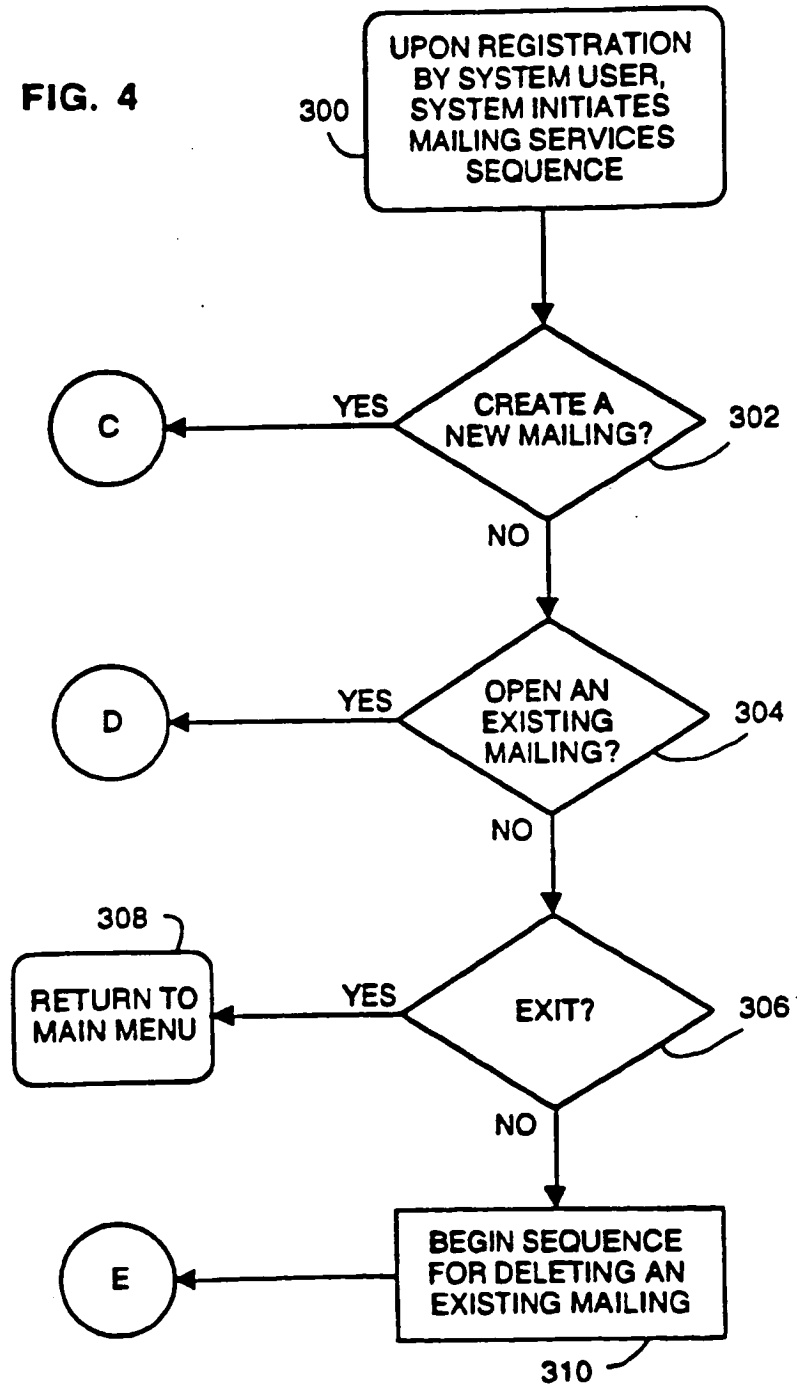 FIG. 4
300
UPON REGISTRATION
BY SYSTEM USER,
SYSTEM INITIATES
MAILING SERVICES
SEQUENCE
C
YES
CREATE A
NEW MAILING?
302
NO
D
YES
OPEN AN
EXISTING
MAILING?
304
NO
308
RETURN TO
MAIN MENU
YES
EXIT?
306
NO
E
BEGIN SEQUENCE
FOR DELETING AN
EXISTING MAILING
310